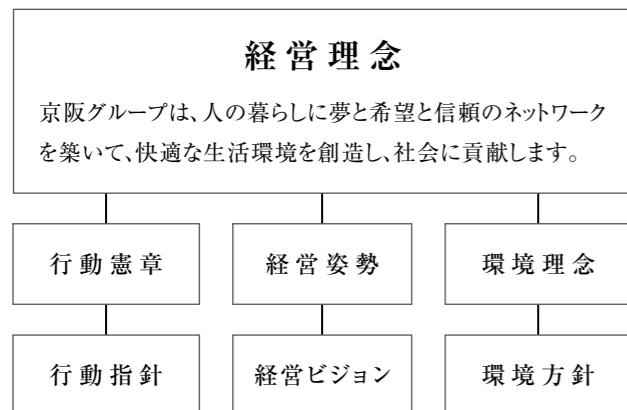 経営理念
京阪グループは、人の暮らしに夢と希望と信頼のネットワーク
を築いて、快適な生活環境を創造し、社会に貢献します。
行動憲章
経営姿勢
環境理念
行動指針
経営ビジョン
環境方針